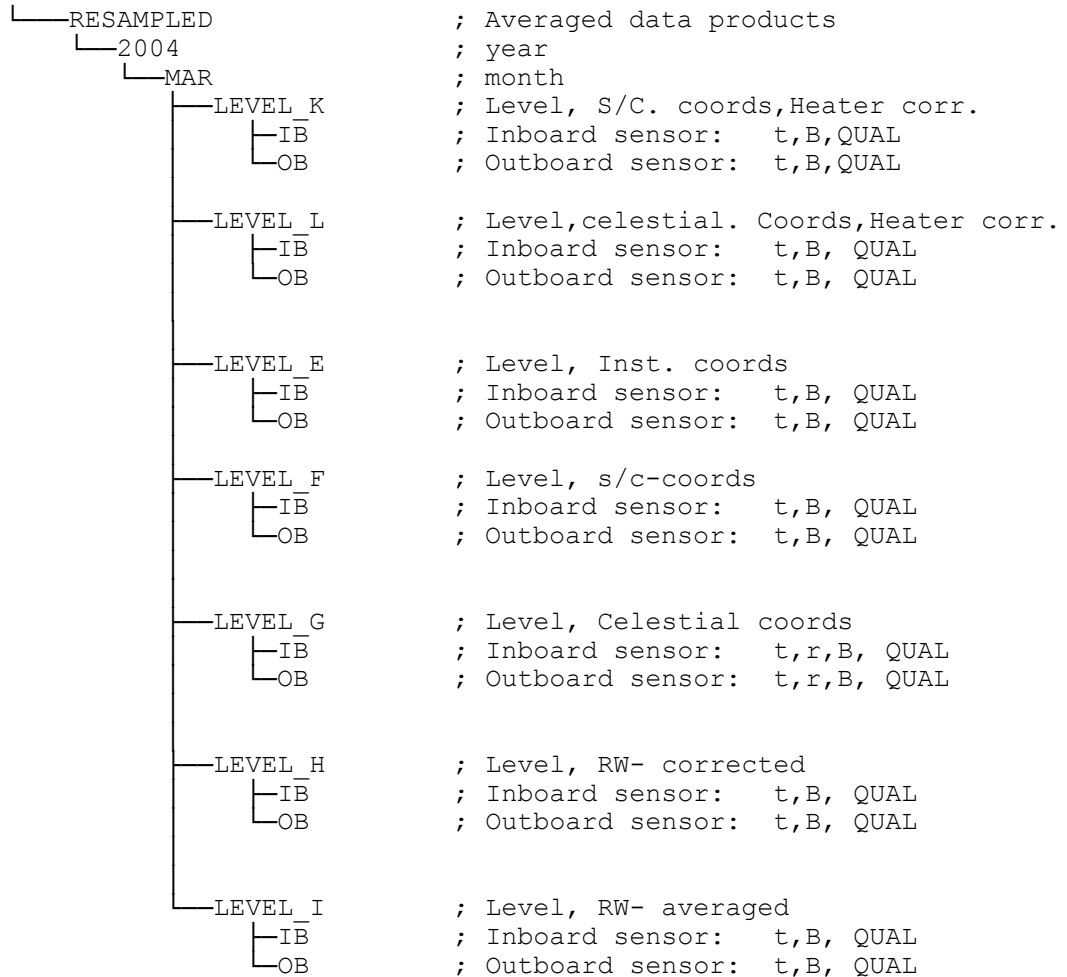 └───RESAMPLED ; Averaged data products
└──2004 ; year
└──MAR ; month
├──LEVEL_K ; Level, S/C. coords,Heater corr.
├─IB ; Inboard sensor: t,B,QUAL
└─OB ; Outboard sensor: t,B,QUAL
├──LEVEL_L ; Level,celestial. Coords,Heater corr.
├─IB ; Inboard sensor: t,B, QUAL
└─OB ; Outboard sensor: t,B, QUAL
├──LEVEL_E ; Level, Inst. coords
├─IB ; Inboard sensor: t,B, QUAL
└─OB ; Outboard sensor: t,B, QUAL
├──LEVEL_F ; Level, s/c-coords
├─IB ; Inboard sensor: t,B, QUAL
└─OB ; Outboard sensor: t,B, QUAL
├──LEVEL_G ; Level, Celestial coords
├─IB ; Inboard sensor: t,r,B, QUAL
└─OB ; Outboard sensor: t,r,B, QUAL
├──LEVEL_H ; Level, RW- corrected
├─IB ; Inboard sensor: t,B, QUAL
└─OB ; Outboard sensor: t,B, QUAL
└──LEVEL_I ; Level, RW- averaged
├─IB ; Inboard sensor: t,B, QUAL
└─OB ; Outboard sensor: t,B, QUAL